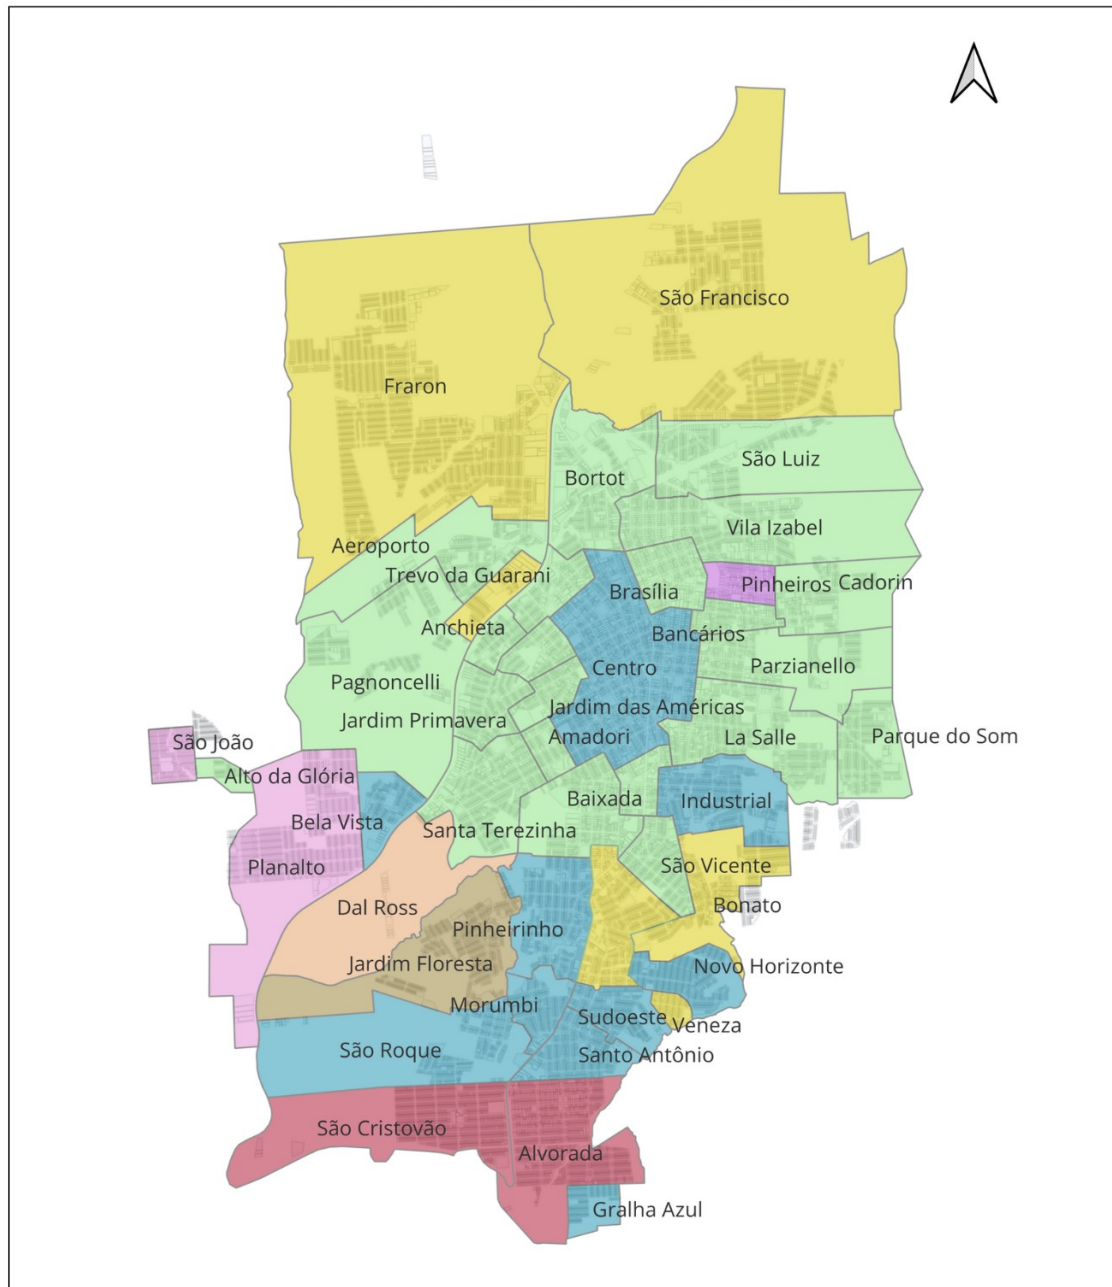 São Francisco
Fraron
São Luiz
Bortot
Vila Izabel
Aeroporto
Trevo da Guarani
Pinheiros
Cadorin
Brasília
Anchieta
Bancários
Centro
Parzianello
Pagnoncelli
Jardim das Américas
Jardim Primavera
Amadori
La Salle
Parque do Som
São João
Alto da Glória
Baixada
Industrial
Bela Vista
Santa Terezinha
Planalto
São Vicente
Dal Ross
Bonato
Pinheirinho
Jardim Floresta
Novo Horizonte
Morumbi
Sudoeste
Veneza
São Roque
Santo Antônio
São Cristovão
Alvorada
Gralha Azul